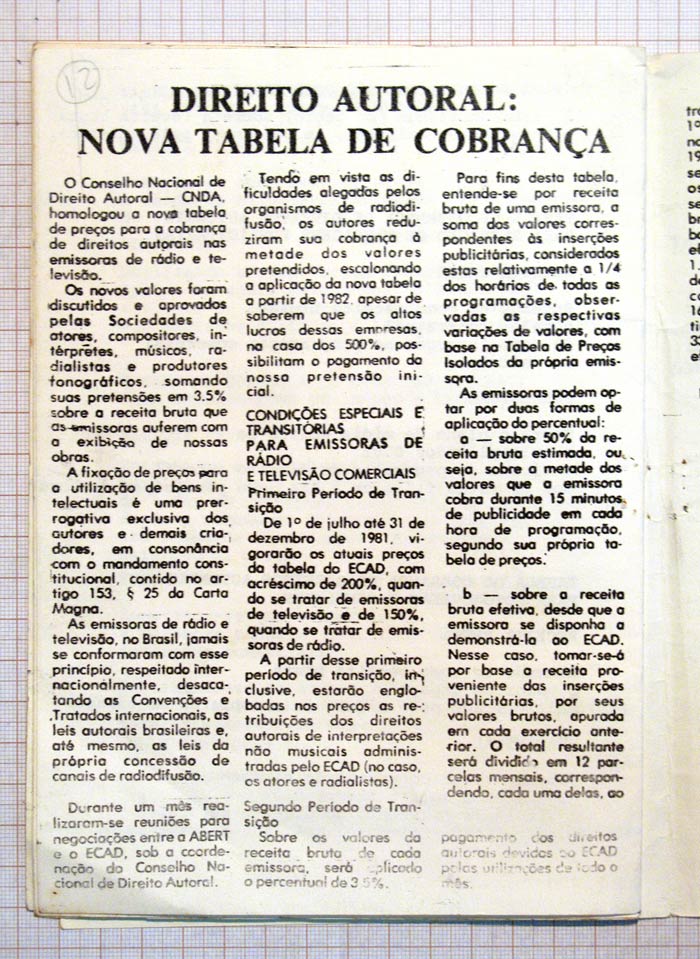 12
DIREITO AUTORAL:
NOVA TABELA DE COBRANÇA
O Conselho Nacional de
Direito Autoral — CNDA,
homologou a nova tabela
de preços para a cobrança
de direitos autorais nas
emissoras de rádio e te-
levisão.
Os novos valores foram
discutidos e aprovados
pelas Sociedades de
atores, compositores, in-
térpretes, músicos, ra-
dialistas e produtores
fonográficos, somando
suas pretensões em 3.5%
sobre a receita bruta que
as emissoras auferem com
a exibição de nossas
obras.
A fixação de preços para
a utilização de bens in-
telectuais é uma prer-
rogativa exclusiva dos
autores e demais cria-
dores, em consonância
com o mandamento cons-
titucional, contido no ar-
tigo 153, § 25 da Carta
Magna.
As emissoras de rádio e
televisão, no Brasil, jamais
se conformaram com esse
princípio, respeitado inter-
nacionalmente, desaca-
tando as Convenções e
Tratados internacionais, as
leis autorais brasileiras e,
até mesmo, as leis da
própria concessão de
canais de radiodifusão.
Durante um mês rea-
lizaram-se reuniões para
negociações entre a ABERT
e o ECAD, sob a coorde-
nação do Conselho Na-
cional de Direito Autoral.
Tendo em vista as di-
ficuldades alegadas pelos
organismos de radiodi-
fusão, os autores redu-
ziram sua cobrança à
metade dos valores
pretendidos, escalonando
a aplicação da nova tabela
a partir de 1982, apesar de
saberem que os altos
lucros dessas empresas,
na casa dos 500%, pos-
sibilitam o pagamento da
nossa pretensão ini-
cial.
CONDIÇÕES ESPECIAIS E
TRANSITÓRIAS
PARA EMISSORAS DE
RÁDIO
E TELEVISÃO COMERCIAIS
Primeiro Período de Tran-
sição
De 1º de julho até 31 de
dezembro de 1981, vi-
gorarão os atuais preços
da tabela do ECAD, com
acréscimo de 200%, quan-
do se tratar de emissoras
de televisão e de 150%,
quando se tratar de emis-
soras de rádio.
A partir desse primeiro
período de transição, in-
clusive, estarão englo-
badas nos preços as re-
tribuições dos direitos
autorais de interpretações
não musicais adminis-
tradas pelo ECAD (no caso,
os atores e radialistas).
Segundo Período de Tran-
sição
Sobre os valores da
receita bruta de cada
emissora, será aplicado
o percentual de 3.5%.
Para fins desta tabela,
entende-se por receita
bruta de uma emissora, a
soma dos valores corres-
pondentes às inserções
publicitárias, considerados
estas relativamente a 1/4
dos horários de todas as
programações, obser-
vadas as respectivas
variações de valores, com
base na Tabela de Preços
Isolados da própria emis-
sora.
As emissoras podem op-
tar por duas formas de
aplicação do percentual:
a — sobre 50% da re-
ceita bruta estimada, ou
seja, sobre a metade dos
valores que a emissora
cobra durante 15 minutos
de publicidade em cada
hora de programação,
segundo sua própria ta-
bela de preços.
b — sobre a receita
bruta efetiva, desde que a
emissora se disponha a
demonstrá-la ao ECAD.
Nesse caso, tomar-se-á
por base a receita pro-
veniente das inserções
publicitárias, por seus
valores brutos, apurada
em cada exercício ante-
rior. O total resultante
será dividido em 12 par-
celas mensais, correspon-
dendo, cada uma delas, ao
pagamento dos direitos
autorais devidos ao ECAD
pelas utilizações de todo o
mês.